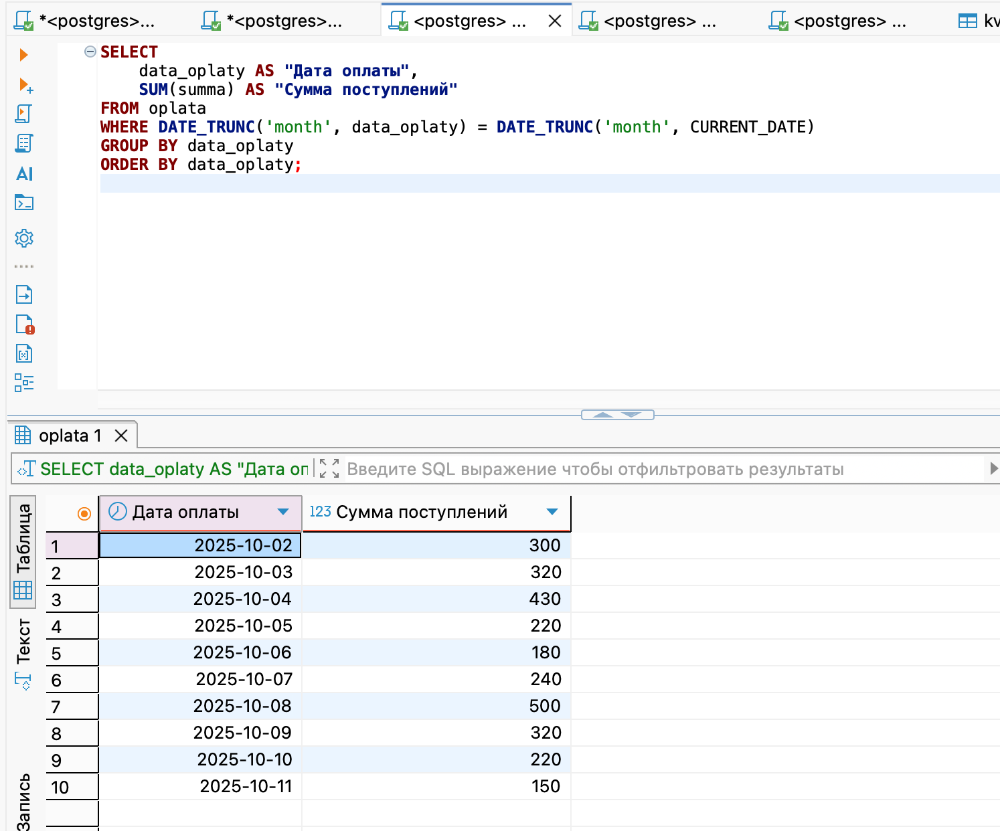 *<postgres>...
*<postgres>...
<postgres> ...
<postgres> ...
<postgres> ...
kv
SELECT
data_oplaty AS "Дата оплаты",
SUM(summa) AS "Сумма поступлений"
FROM oplata
WHERE DATE_TRUNC('month', data_oplaty) = DATE_TRUNC('month', CURRENT_DATE)
GROUP BY data_oplaty
ORDER BY data_oplaty;
AI
oplata 1
SELECT data_oplaty AS "Дата оп
Введите SQL выражение чтобы отфильтровать результаты
Таблица
Текст
Запись
Дата оплаты 123 Сумма поступлений
1 2025-10-02 300
2 2025-10-03 320
3 2025-10-04 430
4 2025-10-05 220
5 2025-10-06 180
6 2025-10-07 240
7 2025-10-08 500
8 2025-10-09 320
9 2025-10-10 220
10 2025-10-11 150